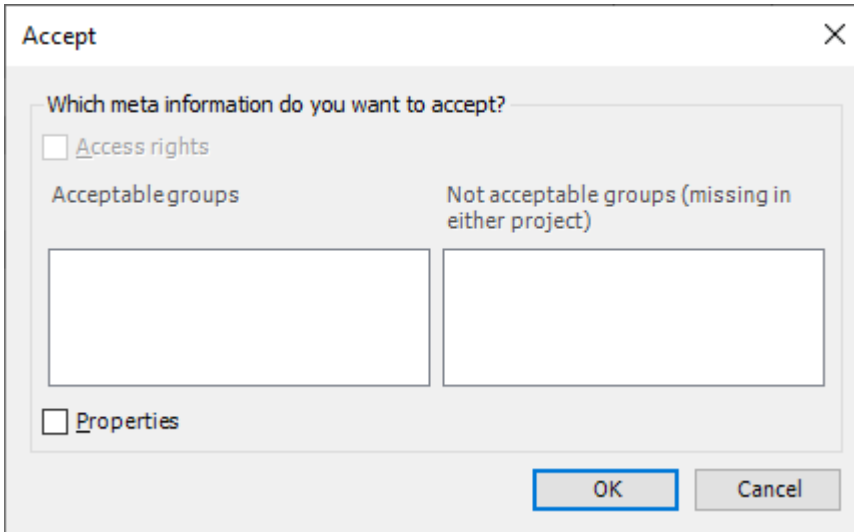 Accept
Which meta information do you want to accept?
Access rights
Acceptable groups
Not acceptable groups (missing in
either project)
Properties
OK
Cancel